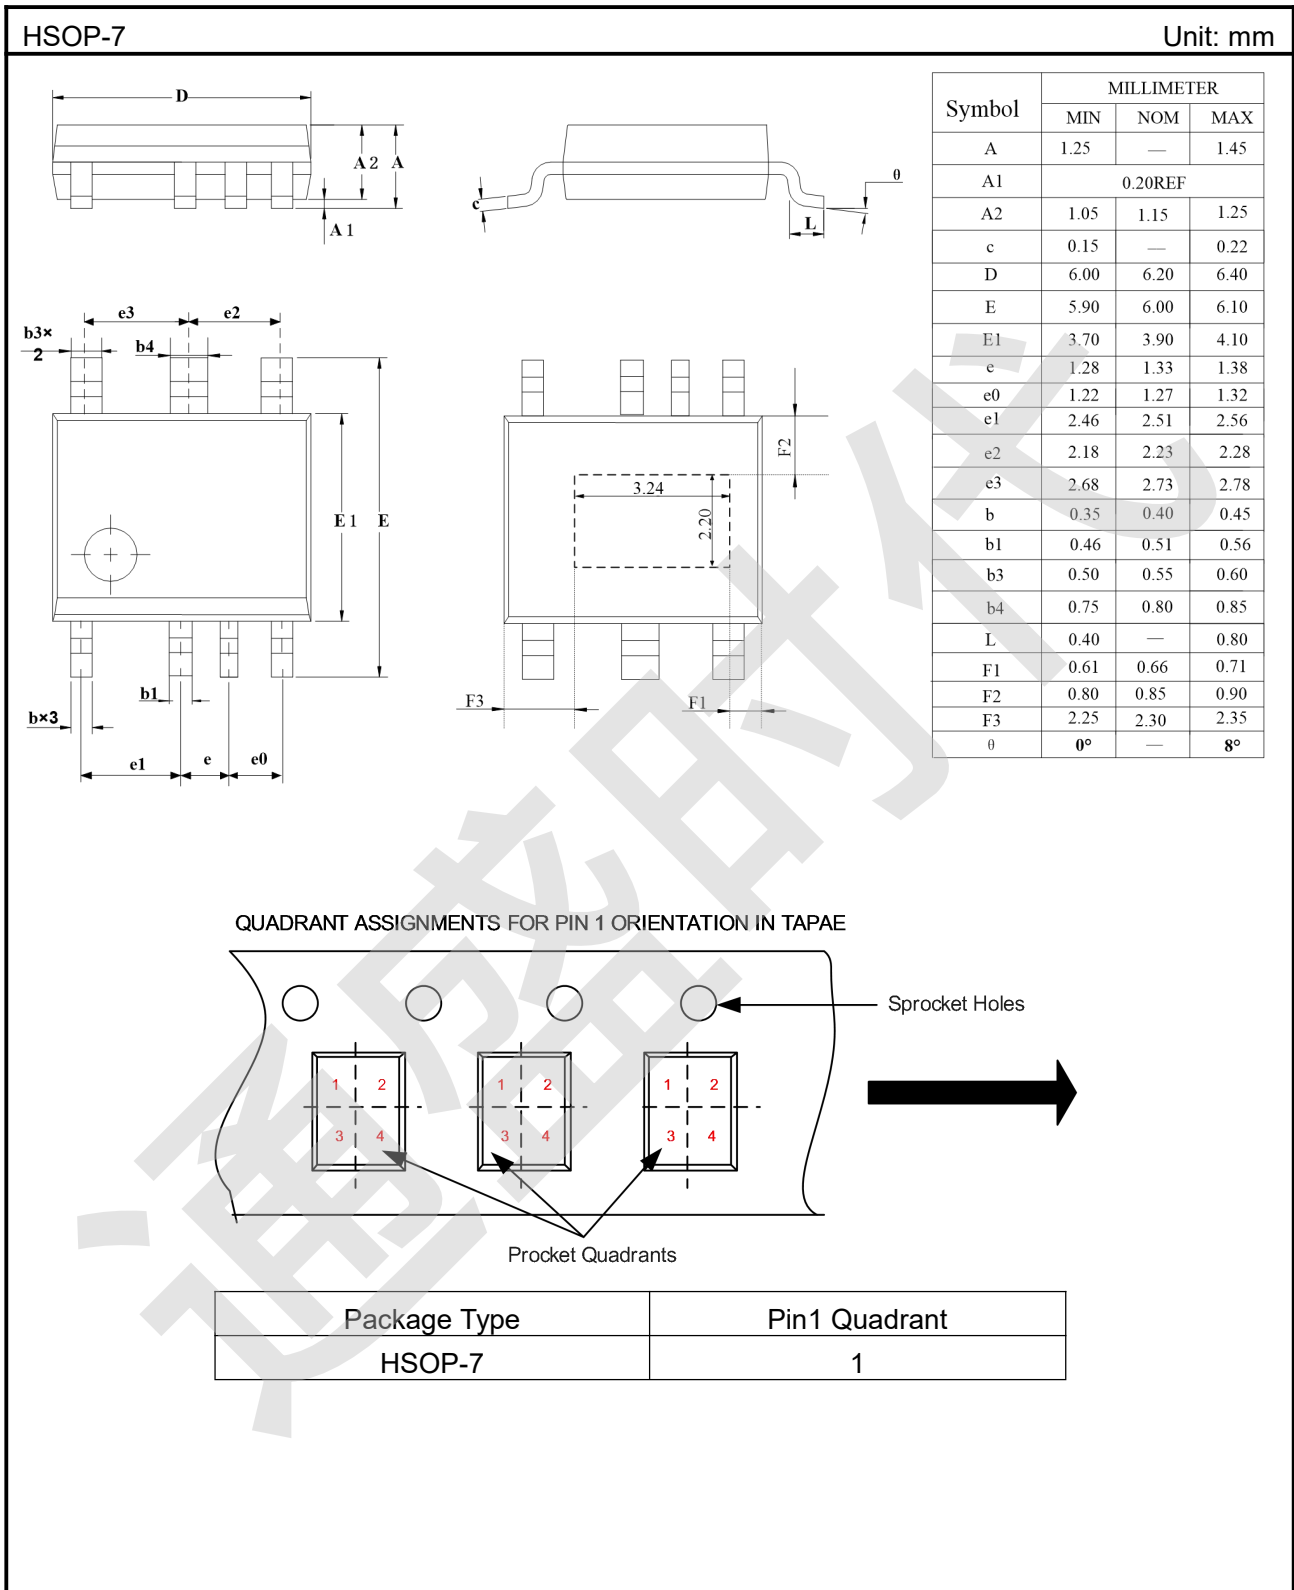 HSOP-7 Unit: mm
D
A 2 A
A 1
c
L
θ
Symbol MILLIMETER
MIN NOM MAX
A 1.25 — 1.45
A1 0.20REF
A2 1.05 1.15 1.25
c 0.15 — 0.22
D 6.00 6.20 6.40
E 5.90 6.00 6.10
E1 3.70 3.90 4.10
e 1.28 1.33 1.38
e0 1.22 1.27 1.32
e1 2.46 2.51 2.56
e2 2.18 2.23 2.28
e3 2.68 2.73 2.78
b 0.35 0.40 0.45
b1 0.46 0.51 0.56
b3 0.50 0.55 0.60
b4 0.75 0.80 0.85
L 0.40 — 0.80
F1 0.61 0.66 0.71
F2 0.80 0.85 0.90
F3 2.25 2.30 2.35
θ 0° — 8°
e3 e2
b3×
2
b4
E 1 E
b1
b×3
e1 e e0
F2
3.24
2.20
F3 F1
QUADRANT ASSIGNMENTS FOR PIN 1 ORIENTATION IN TAPAE
Sprocket Holes
1 2 1 2 1 2
3 4 3 4 3 4
Procket Quadrants
Package Type Pin1 Quadrant
HSOP-7 1
通盛时代